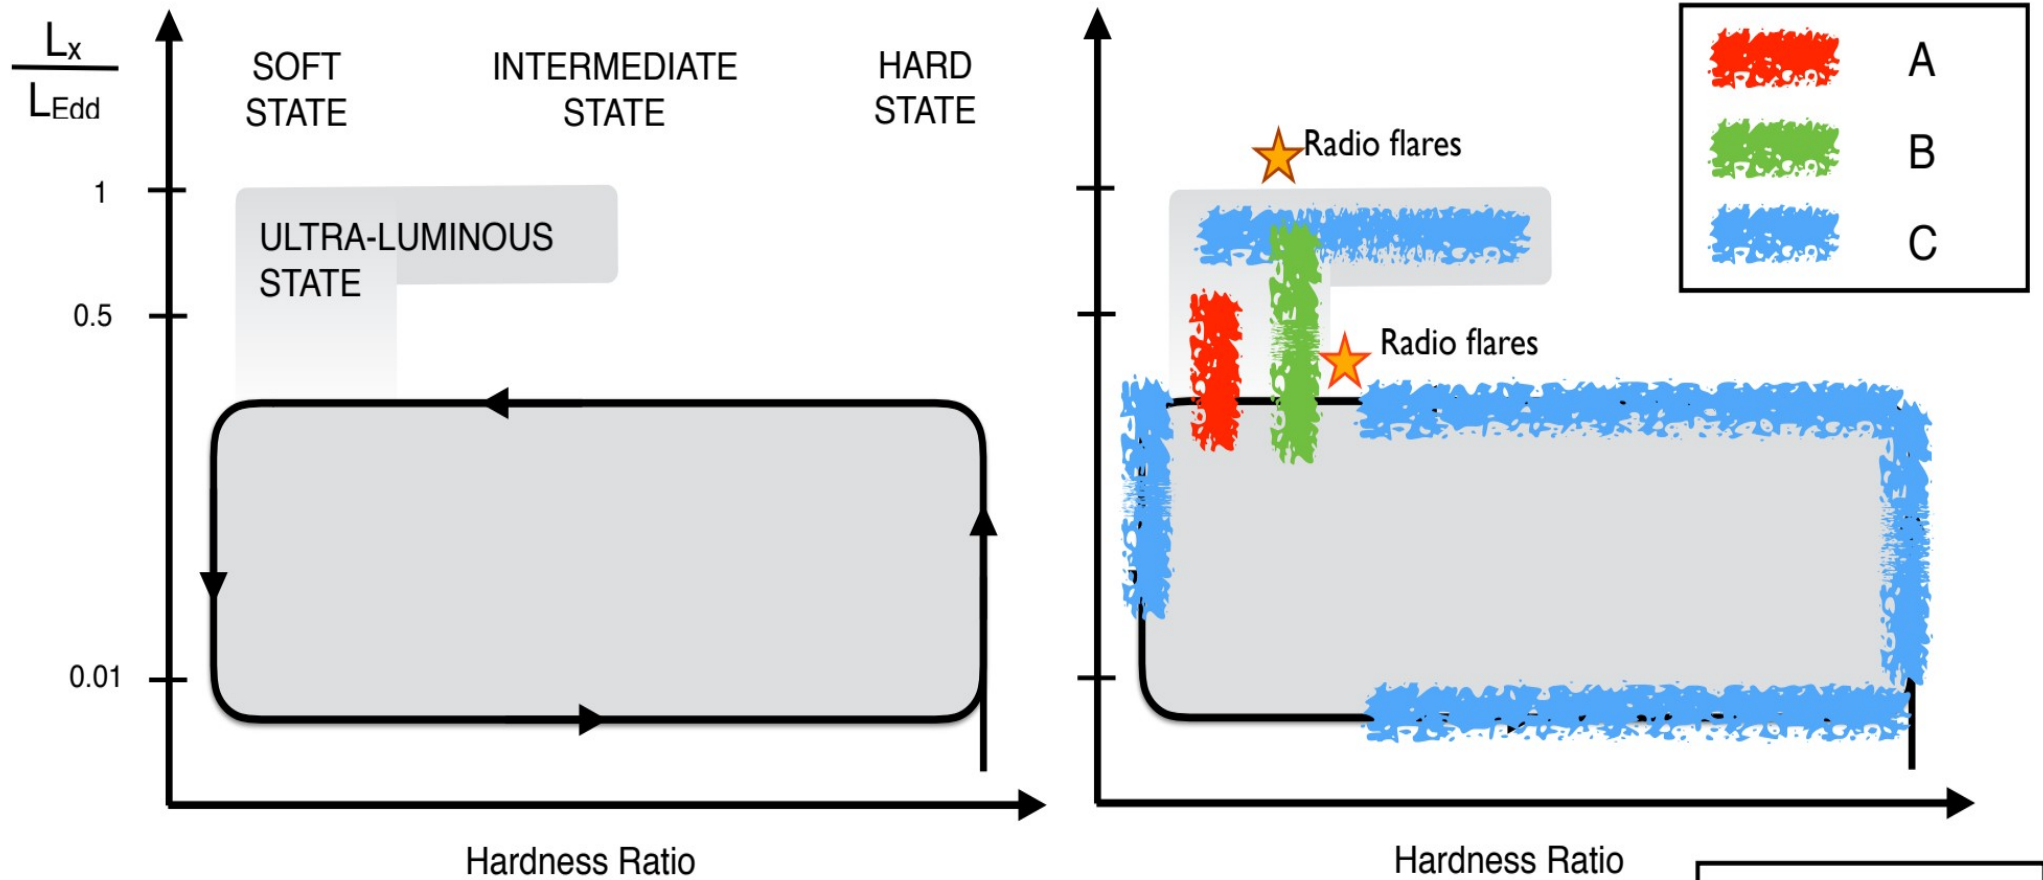 Lx
LEdd
SOFT
STATE
INTERMEDIATE
STATE
HARD
STATE
1
ULTRA-LUMINOUS
STATE
0.5
0.01
Hardness Ratio
Radio flares
Radio flares
A
B
C
Hardness Ratio